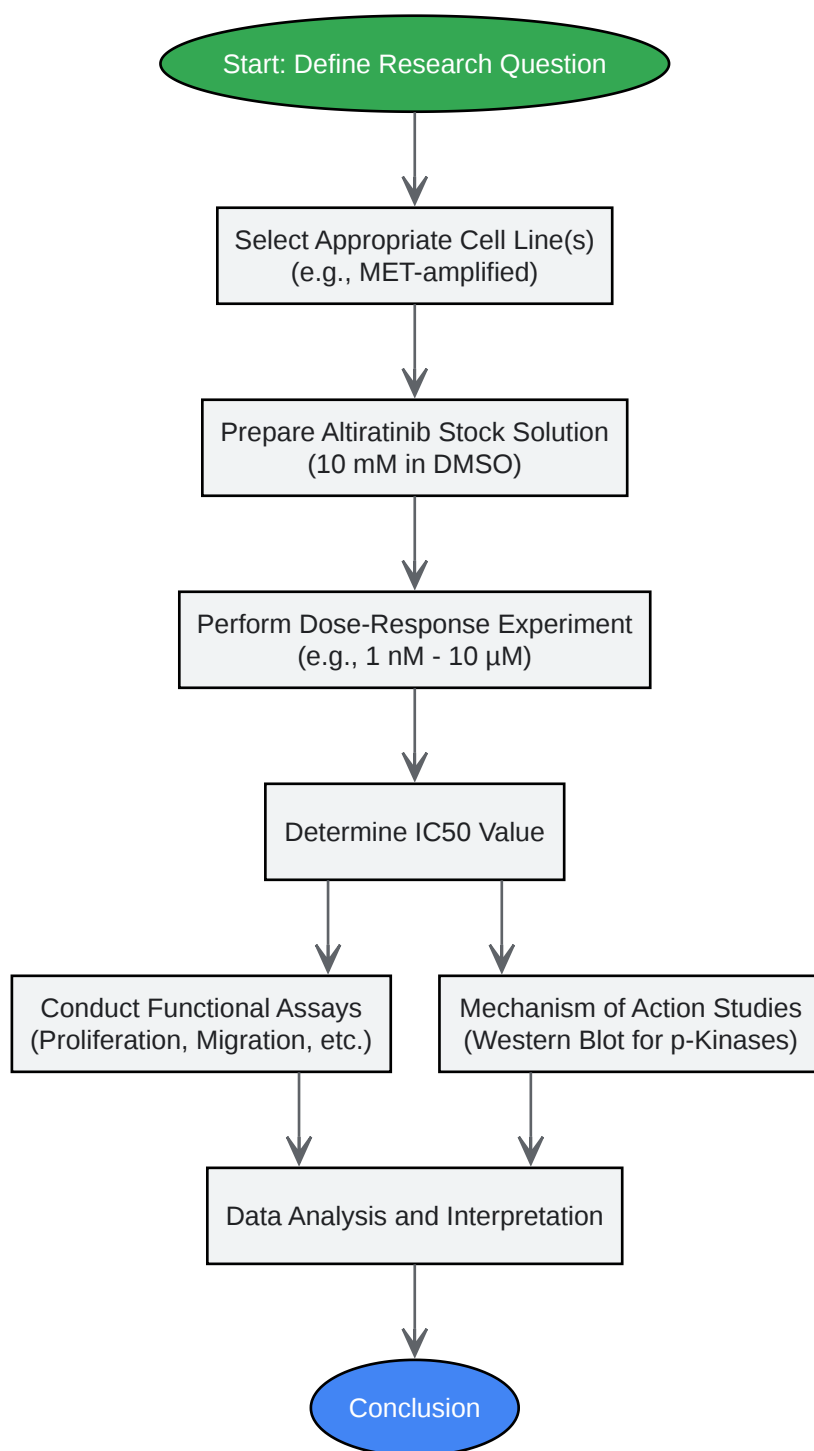 Start: Define Research Question
Select Appropriate Cell Line(s)
(e.g., MET-amplified)
Prepare Altiratinib Stock Solution
(10 mM in DMSO)
Perform Dose-Response Experiment
(e.g., 1 nM - 10 µM)
Determine IC50 Value
Conduct Functional Assays
(Proliferation, Migration, etc.)
Mechanism of Action Studies
(Western Blot for p-Kinases)
Data Analysis and Interpretation
Conclusion